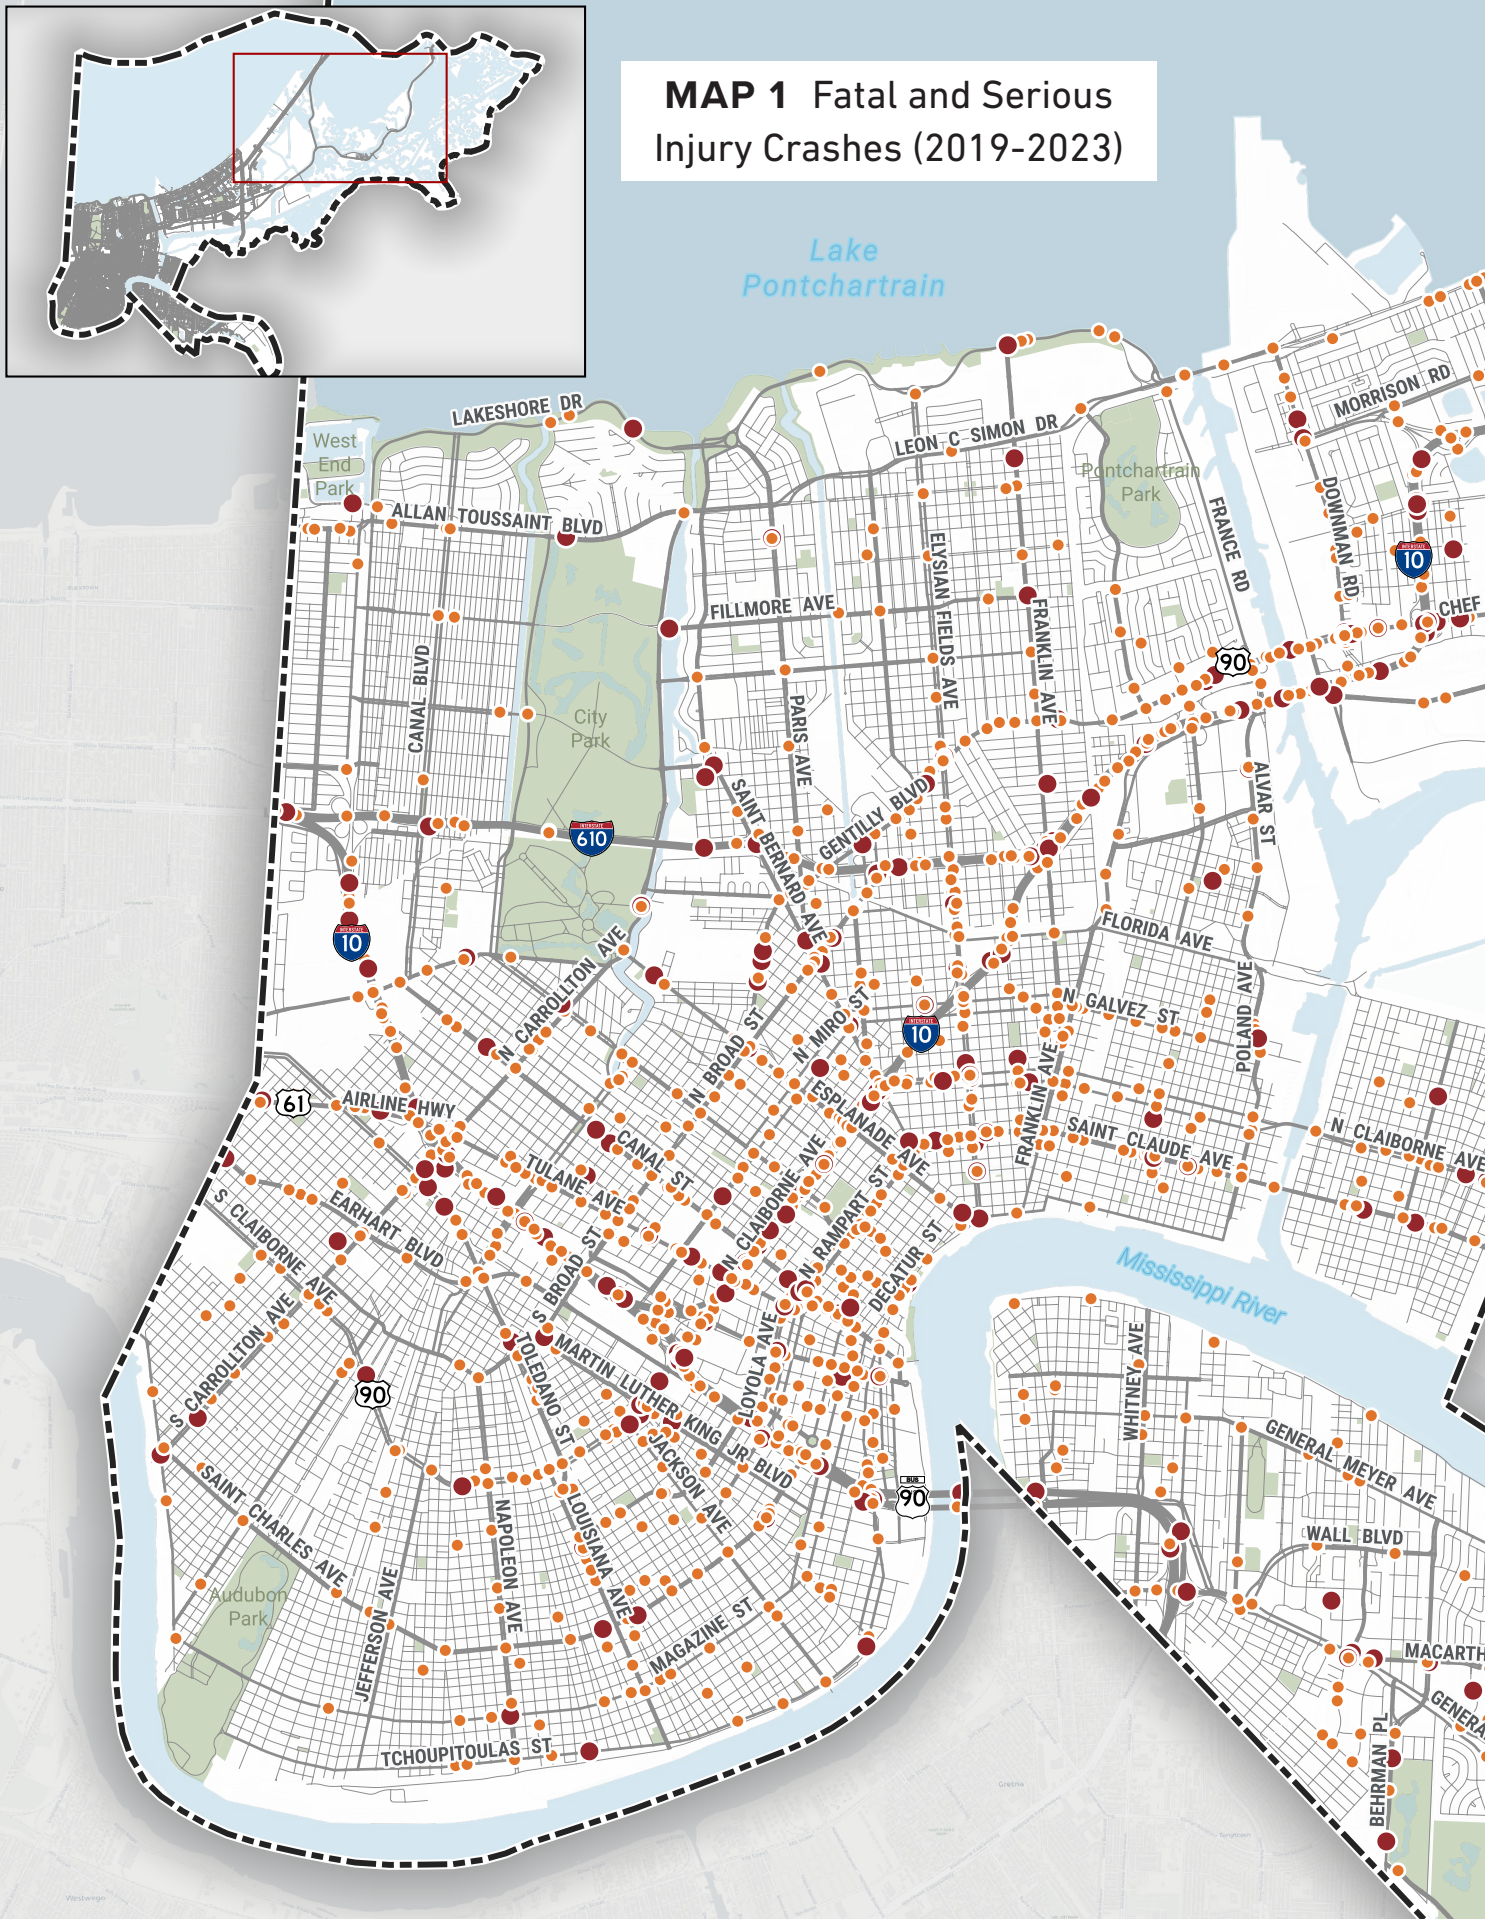 MAP 1 Fatal and Serious
Injury Crashes (2019-2023)
Lake
Pontchartrain
LAKESHORE DR
West
End
Park
ALLAN TOUSSAINT BLVD
LEON C SIMON DR
Pontchartrain
Park
MORRISON RD
DOWNMAN RD
FRANCE RD
INTERSTATE
10
CHEF
ELYSIAN FIELDS AVE
FILLMORE AVE
FRANKLIN AVE
90
CANAL BLVD
City
Park
PARIS AVE
SAINT BERNARD AVE
GENTILLY BLVD
ALVAR ST
INTERSTATE
610
INTERSTATE
10
N CARROLLTON AVE
FLORIDA AVE
POLAND AVE
N GALVEZ ST
N MIRO ST
INTERSTATE
10
N BROAD ST
61
AIRLINE HWY
ESPLANADE AVE
FRANKLIN AVE
SAINT CLAUDE AVE
N CLAIBORNE AVE
CANAL ST
TULANE AVE
N CLAIBORNE AVE
N RAMPART ST
S CLAIBORNE AVE
EARHART BLVD
S BROAD ST
DECATUR ST
Mississippi River
S CARROLLTON AVE
90
TOLEDANO ST
MARTIN LUTHER KING JR BLVD
LOYOLA AVE
WHITNEY AVE
GENERAL MEYER AVE
JACKSON AVE
SAINT CHARLES AVE
NAPOLEON AVE
LOUISIANA AVE
BUS
90
WALL BLVD
Audubon
Park
JEFFERSON AVE
MAGAZINE ST
MACARTH
GENERA
BEHRMAN PL
TCHOUPITOULAS ST
Gretna
Westwego